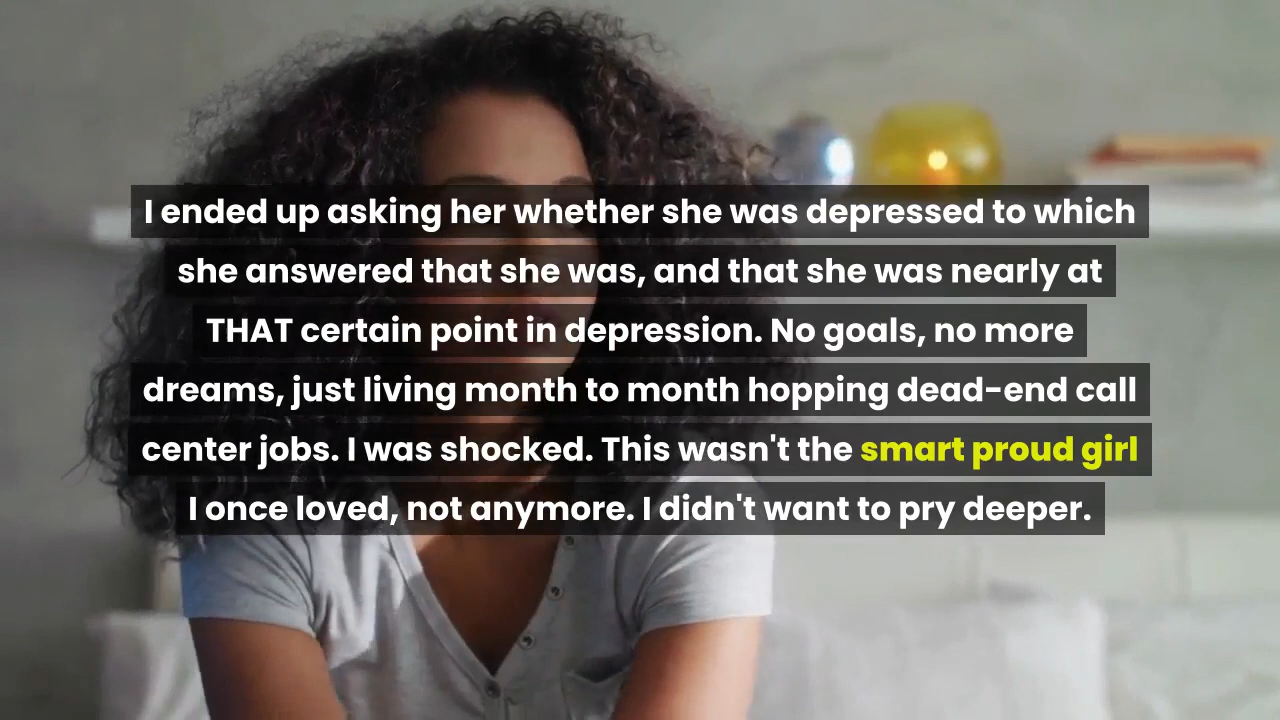 I ended up asking her whether she was depressed to which
she answered that she was, and that she was nearly at
THAT certain point in depression. No goals, no more
dreams, just living month to month hopping dead-end call
center jobs. I was shocked. This wasn't the smart proud girl
I once loved, not anymore. I didn't want to pry deeper.